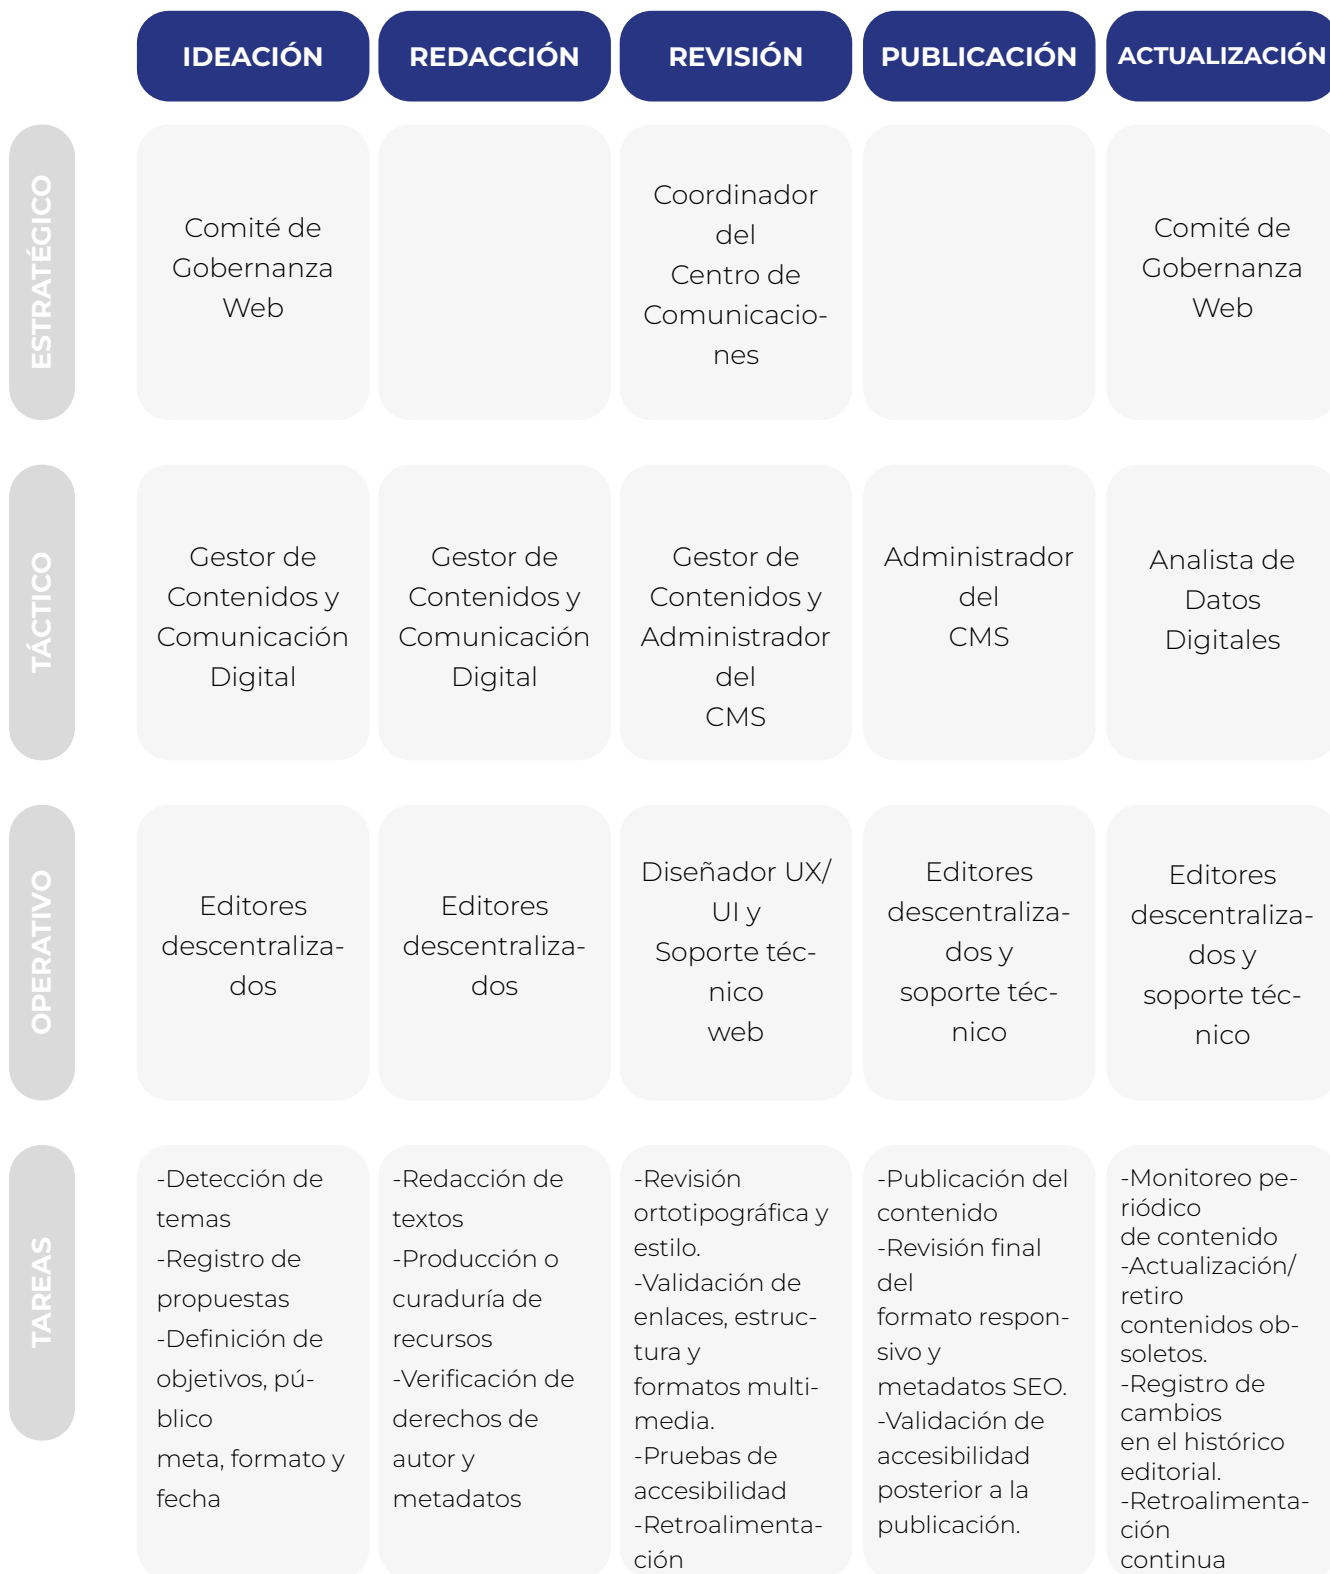 IDEACIÓN
REDACCIÓN
REVISIÓN
PUBLICACIÓN
ACTUALIZACIÓN
ESTRATÉGICO
Comité de
Gobernanza
Web
Coordinador
del
Centro de
Comunicacio-
nes
Comité de
Gobernanza
Web
TÁCTICO
Gestor de
Contenidos y
Comunicación
Digital
Gestor de
Contenidos y
Comunicación
Digital
Gestor de
Contenidos y
Administrador
del
CMS
Administrador
del
CMS
Analista de
Datos
Digitales
OPERATIVO
Editores
descentraliza-
dos
Editores
descentraliza-
dos
Diseñador UX/
UI y
Soporte téc-
nico
web
Editores
descentraliza-
dos y
soporte téc-
nico
Editores
descentraliza-
dos y
soporte téc-
nico
TAREAS
-Detección de
temas
-Registro de
propuestas
-Definición de
objetivos, pú-
blico
meta, formato y
fecha
-Redacción de
textos
-Producción o
curaduría de
recursos
-Verificación de
derechos de
autor y
metadatos
-Revisión
ortotipográfica y
estilo.
-Validación de
enlaces, estruc-
tura y
formatos multi-
media.
-Pruebas de
accesibilidad
-Retroalimenta-
ción
-Publicación del
contenido
-Revisión final
del
formato respon-
sivo y
metadatos SEO.
-Validación de
accesibilidad
posterior a la
publicación.
-Monitoreo pe-
riódico
de contenido
-Actualización/
retiro
contenidos ob-
soletos.
-Registro de
cambios
en el histórico
editorial.
-Retroalimenta-
ción
continua